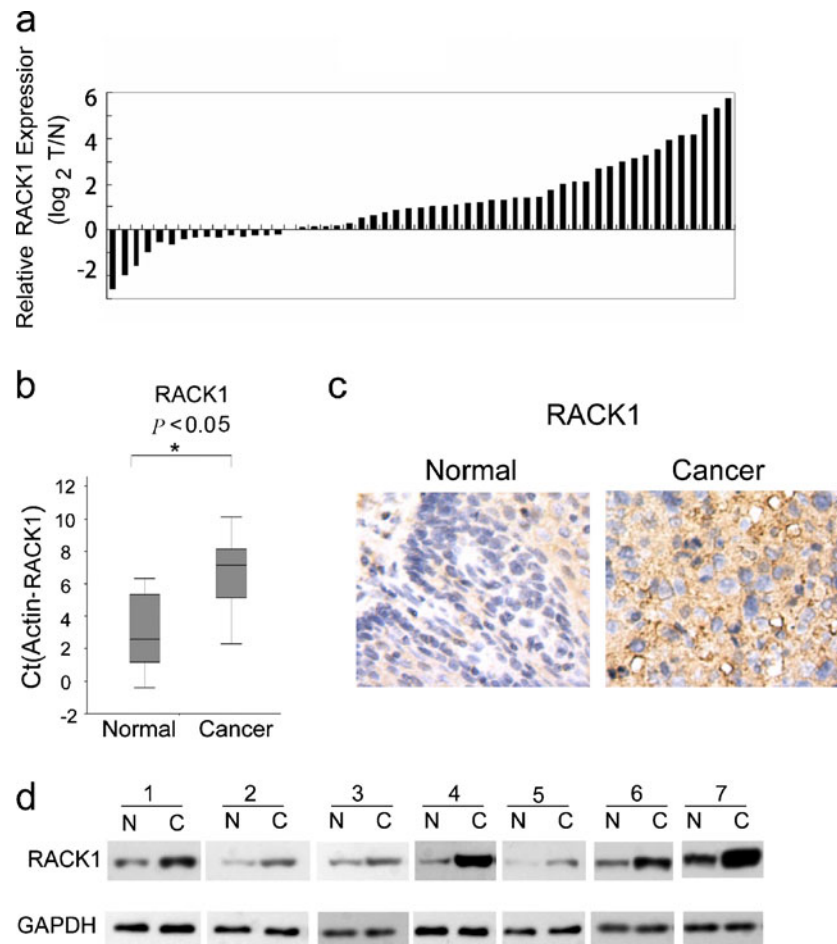 a
Relative RACK1 Expressior
(log 2 T/N)
6
4
2
0
-2
b
RACK1
P<0.05
*
Ct(Actin-RACK1)
12
10
8
6
4
2
0
-2
Normal Cancer
c
RACK1
Normal Cancer
d
1 2 3 4 5 6 7
N C N C N C N C N C N C N C
RACK1
GAPDH